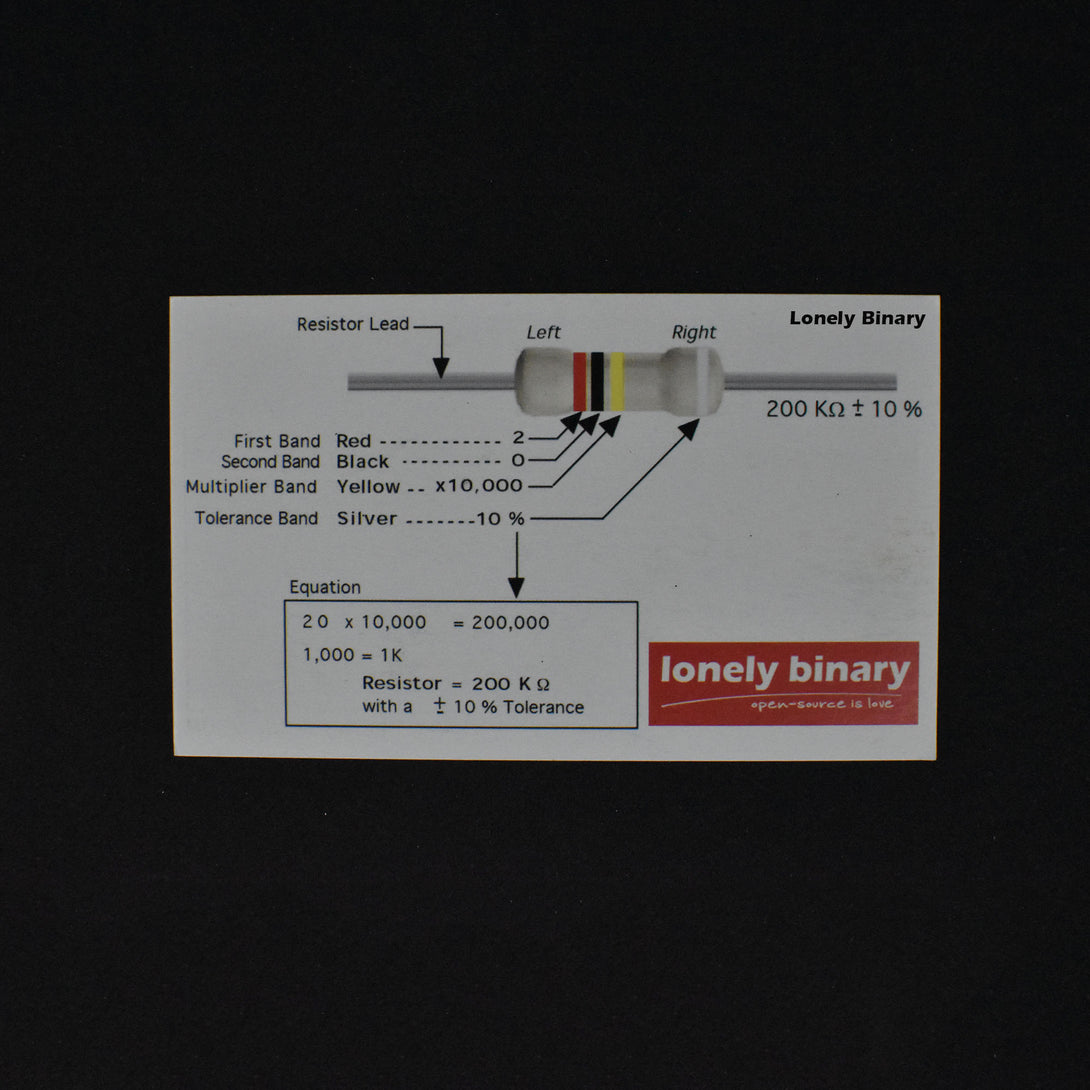 Lonely Binary
Resistor Lead
Left
Right
200 KΩ ± 10 %
First Band Red ----------- 2
Second Band Black --------- 0
Multiplier Band Yellow -- x10,000
Tolerance Band Silver -------10 %
Equation
20 x 10,000 = 200,000
1,000 = 1K
Resistor = 200 K Ω
with a ± 10 % Tolerance
lonely binary
open-source is love